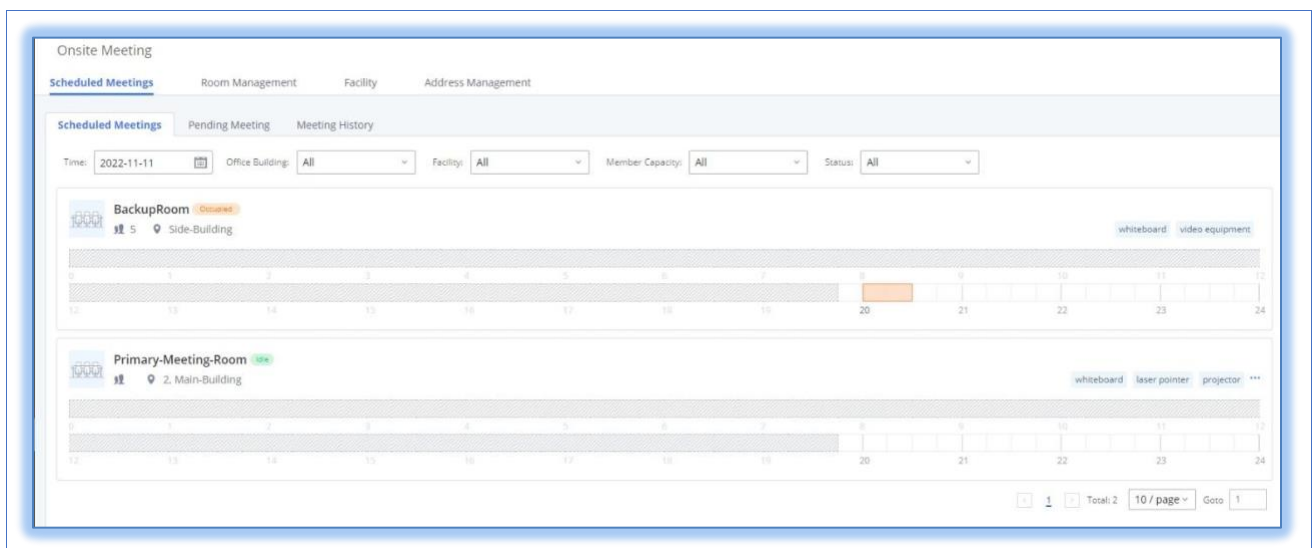 Onsite Meeting
Scheduled Meetings Room Management Facility Address Management
Scheduled Meetings Pending Meeting Meeting History
Time: 2022-11-11 Office Building: All Facility: All Member Capacity: All Status: All
BackupRoom Occupied
5 Side-Building whiteboard video equipment
0 1 2 3 4 5 6 7 8 9 10 11 12
12 13 14 15 16 17 18 19 20 21 22 23 24
Primary-Meeting-Room Idle
2, Main-Building whiteboard laser pointer projector ...
0 1 2 3 4 5 6 7 8 9 10 11 12
12 13 14 15 16 17 18 19 20 21 22 23 24
< 1 > Total: 2 10 / page Goto 1